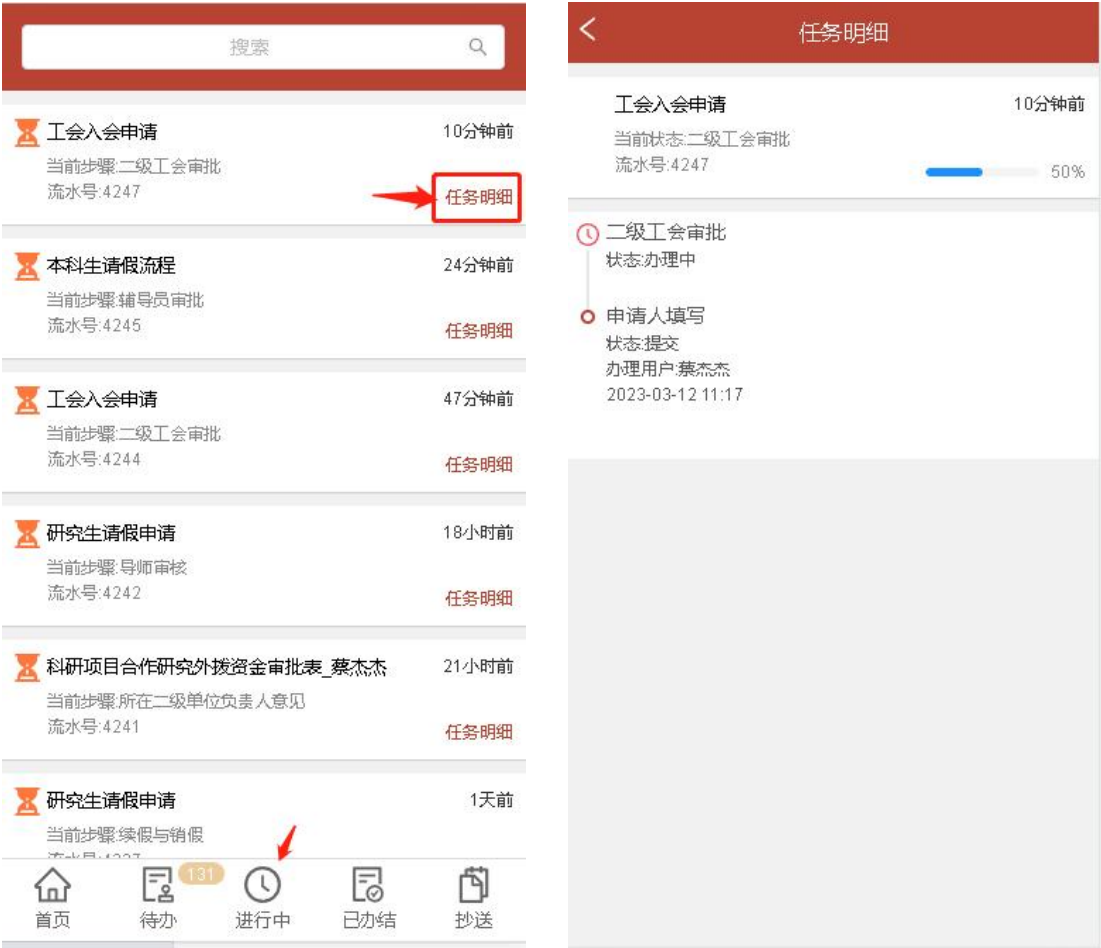 搜索
工会入会申请
10分钟前
当前步骤:二级工会审批
流水号:4247
任务明细
本科生请假流程
24分钟前
当前步骤:辅导员审批
流水号:4245
任务明细
工会入会申请
47分钟前
当前步骤:二级工会审批
流水号:4244
任务明细
研究生请假申请
18小时前
当前步骤:导师审核
流水号:4242
任务明细
科研项目合作研究外拨资金审批表_蔡杰杰
21小时前
当前步骤:所在二级单位负责人意见
流水号:4241
任务明细
研究生请假申请
1天前
当前步骤:续假与销假
首页
待办
131
进行中
已办结
抄送
任务明细
工会入会申请
10分钟前
当前状态:二级工会审批
流水号:4247
50%
二级工会审批
状态:办理中
申请人填写
状态:提交
办理用户:蔡杰杰
2023-03-12 11:17